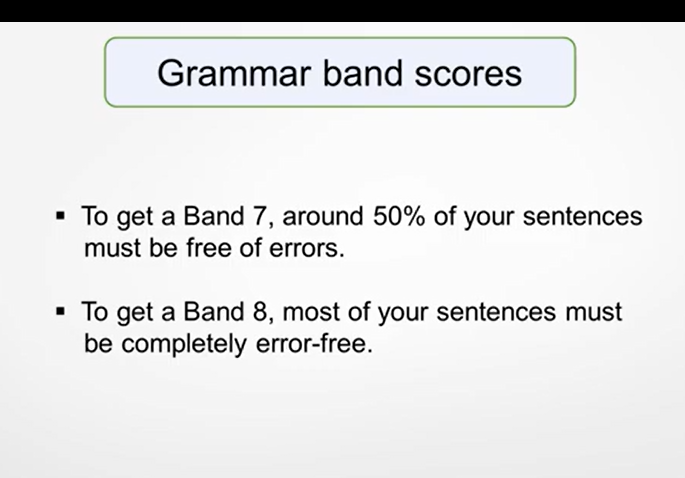 Grammar band scores
▪ To get a Band 7, around 50% of your sentences
must be free of errors.
▪ To get a Band 8, most of your sentences must
be completely error-free.